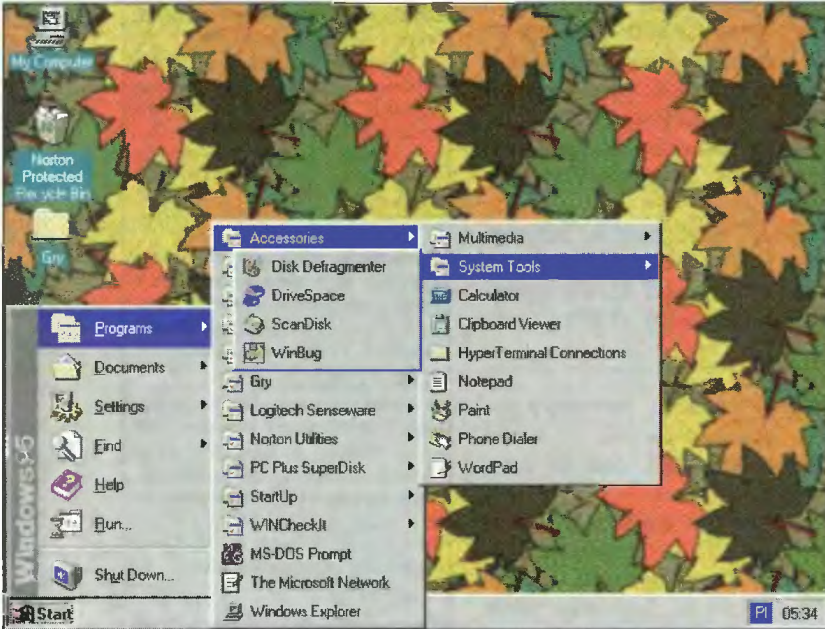 My Computer
Norton
Protected
Recycle Bin
Gry
Programs
Documents
Settings
Find
Help
Run...
Shut Down...
Windows95
Accessories
Disk Defragmenter
DriveSpace
ScanDisk
WinBug
Gry
Logitech Senseware
Norton Utilities
PC Plus SuperDisk
StartUp
WINCheckIt
MS-DOS Prompt
The Microsoft Network
Windows Explorer
Multimedia
System Tools
Calculator
Clipboard Viewer
HyperTerminal Connections
Notepad
Paint
Phone Dialer
WordPad
Start
Pl 05:34